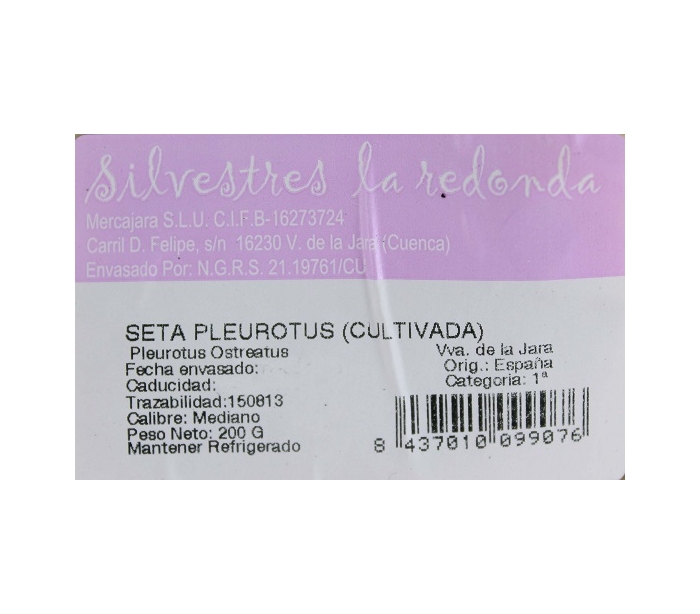 silvestres la redonda
Mercajara S.L.U. C.I.F.B-16273724
Carril D. Felipe, s/n 16230 V. de la Jara (Cuenca)
Envasado Por: N.G.R.S. 21.19761/CU
SETA PLEUROTUS (CULTIVADA)
Pleurotus Ostreatus
Fecha envasado:
Caducidad:
Trazabilidad:150813
Calibre: Mediano
Peso Neto: 200 G
Mantener Refrigerado
Vva. de la Jara
Orig.: España
Categoria: 1ª
8 437010 099076